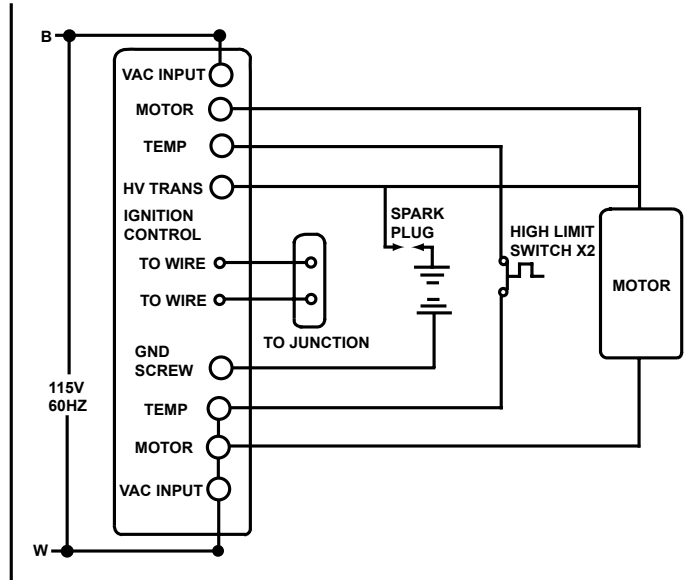 B
VAC INPUT
MOTOR
TEMP
HV TRANS
IGNITION
CONTROL
SPARK
PLUG
HIGH LIMIT
SWITCH X2
MOTOR
TO WIRE
TO WIRE
TO JUNCTION
GND
SCREW
115V
60HZ
TEMP
MOTOR
VAC INPUT
W